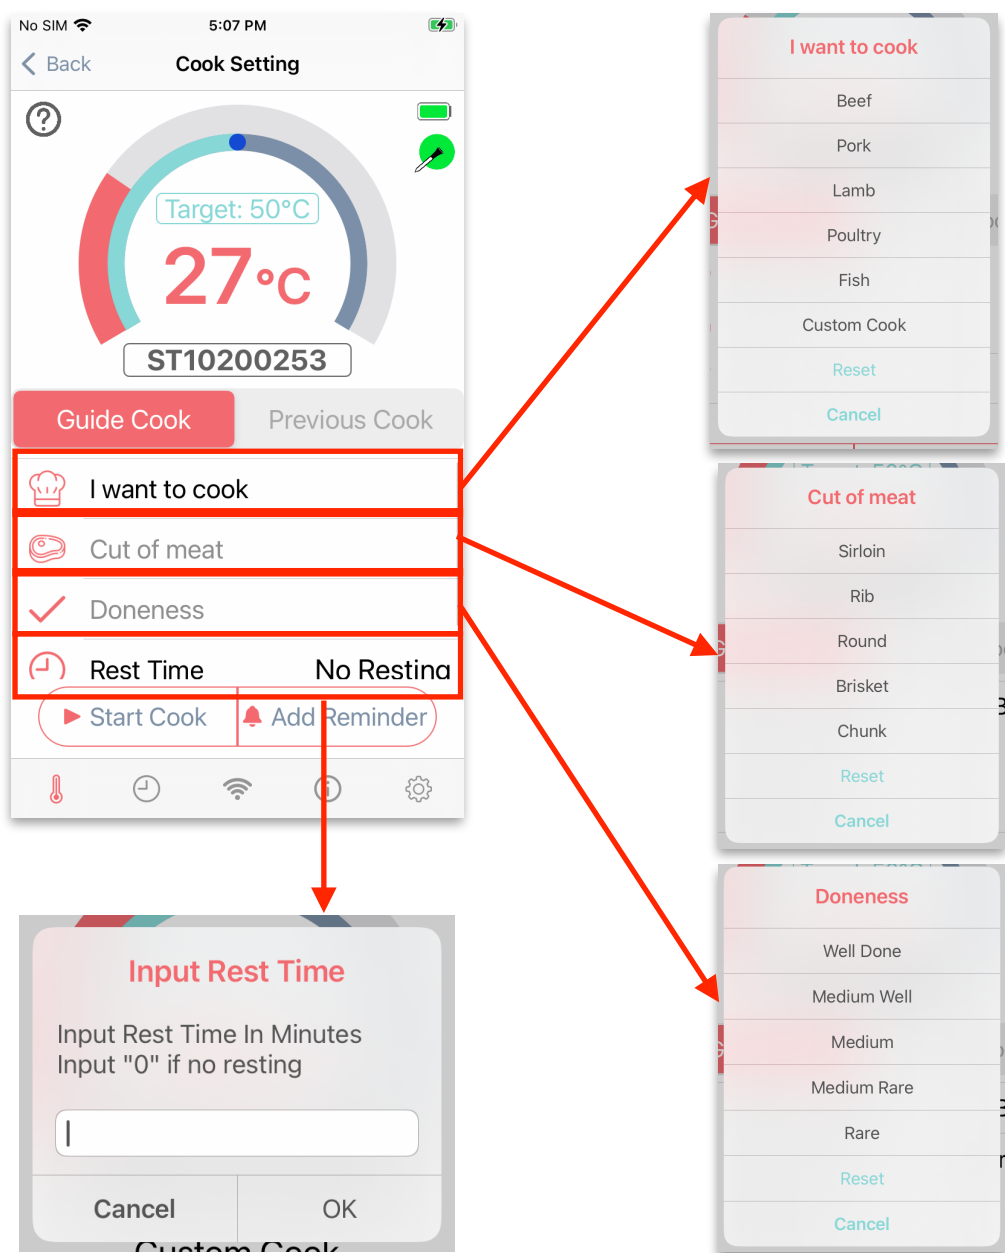 No SIM 5:07 PM
Back Cook Setting
Target: 50°C
27°C
ST10200253
Guide Cook Previous Cook
I want to cook
Cut of meat
Doneness
Rest Time No Resting
Start Cook Add Reminder
Input Rest Time
Input Rest Time In Minutes
Input "0" if no resting
Cancel OK
Custom Cook
I want to cook
Beef
Pork
Lamb
Poultry
Fish
Custom Cook
Reset
Cancel
Cut of meat
Sirloin
Rib
Round
Brisket
Chunk
Reset
Cancel
Doneness
Well Done
Medium Well
Medium
Medium Rare
Rare
Reset
Cancel